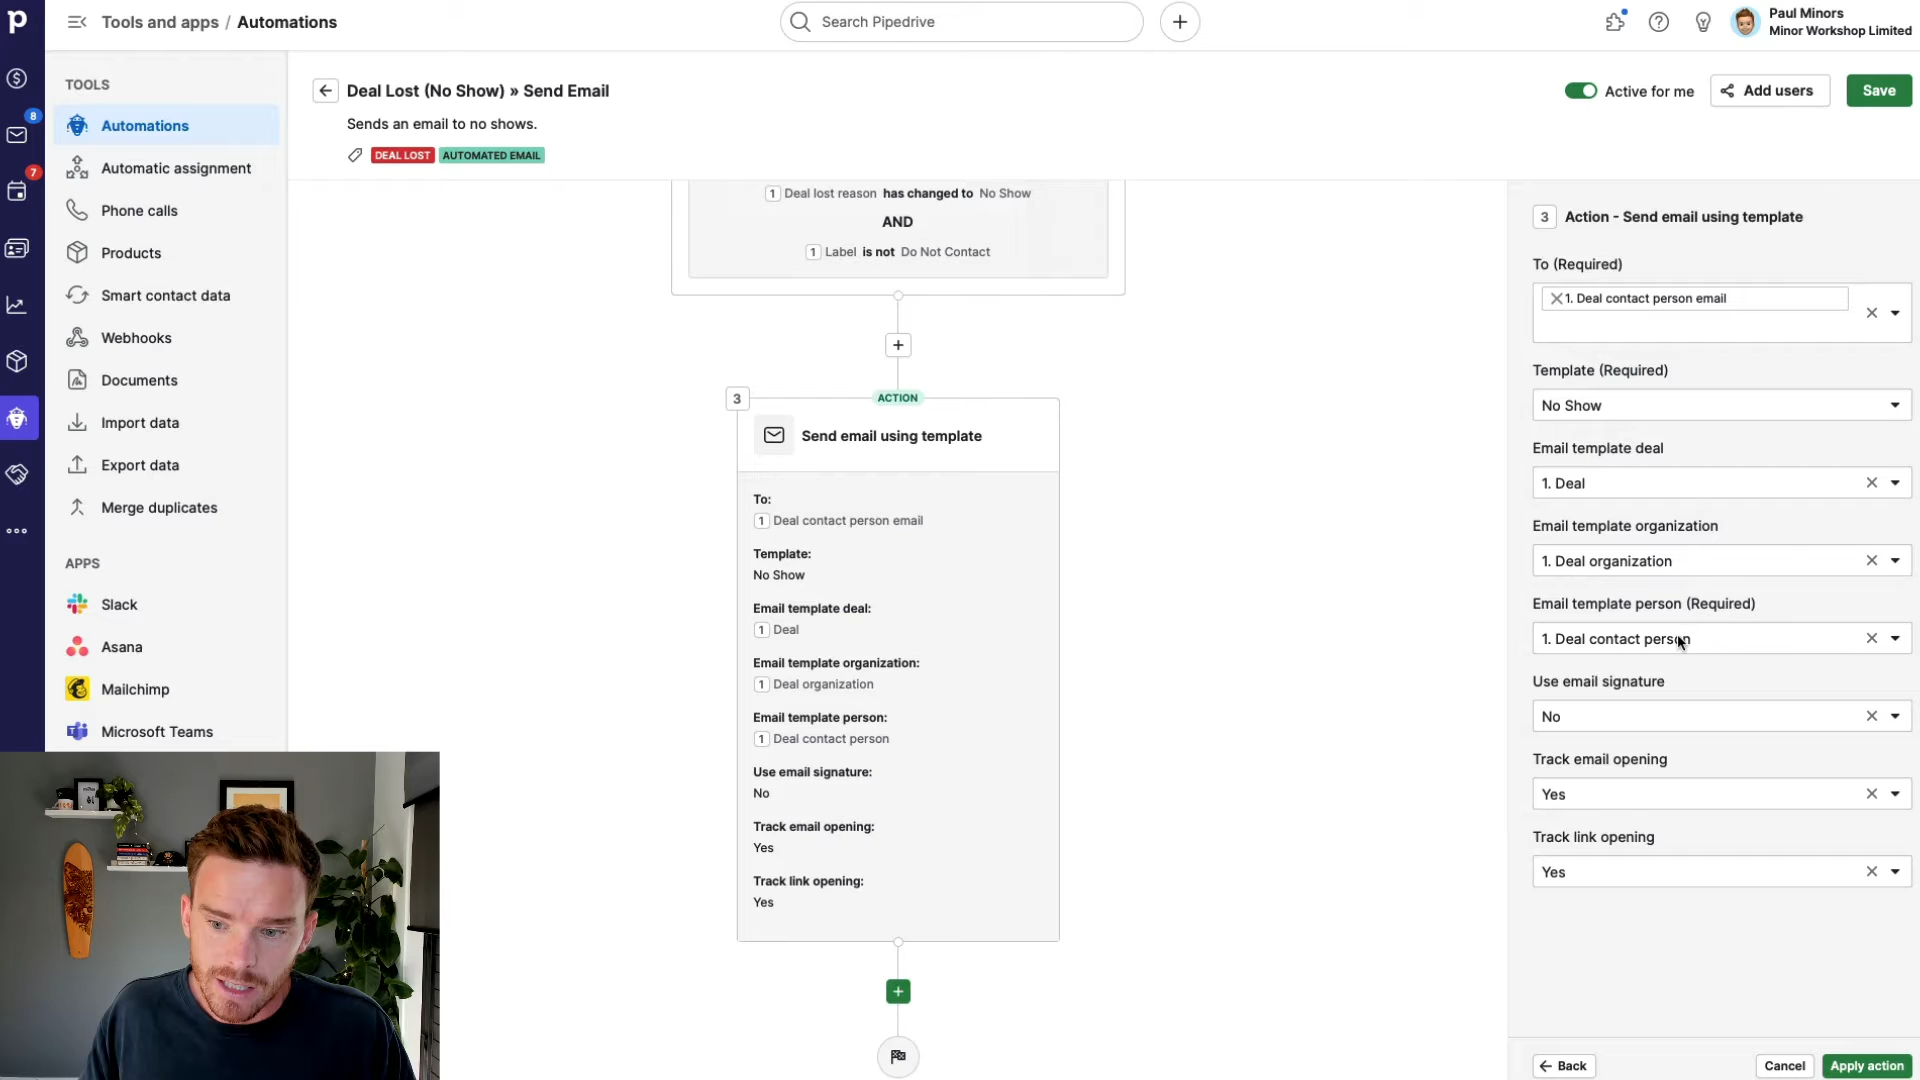 p
Tools and apps / Automations
Search Pipedrive
Paul Minors
Minor Workshop Limited
8
7
TOOLS
Automations
Automatic assignment
Phone calls
Products
Smart contact data
Webhooks
Documents
Import data
Export data
Merge duplicates
APPS
Slack
Asana
Mailchimp
Microsoft Teams
Deal Lost (No Show) » Send Email
Sends an email to no shows.
DEAL LOST AUTOMATED EMAIL
Active for me
Add users
Save
1 Deal lost reason has changed to No Show
AND
1 Label is not Do Not Contact
3
ACTION
Send email using template
To:
1 Deal contact person email
Template:
No Show
Email template deal:
1 Deal
Email template organization:
1 Deal organization
Email template person:
1 Deal contact person
Use email signature:
No
Track email opening:
Yes
Track link opening:
Yes
3 Action - Send email using template
To (Required)
1. Deal contact person email
Template (Required)
No Show
Email template deal
1. Deal
Email template organization
1. Deal organization
Email template person (Required)
1. Deal contact person
Use email signature
No
Track email opening
Yes
Track link opening
Yes
Back
Cancel
Apply action